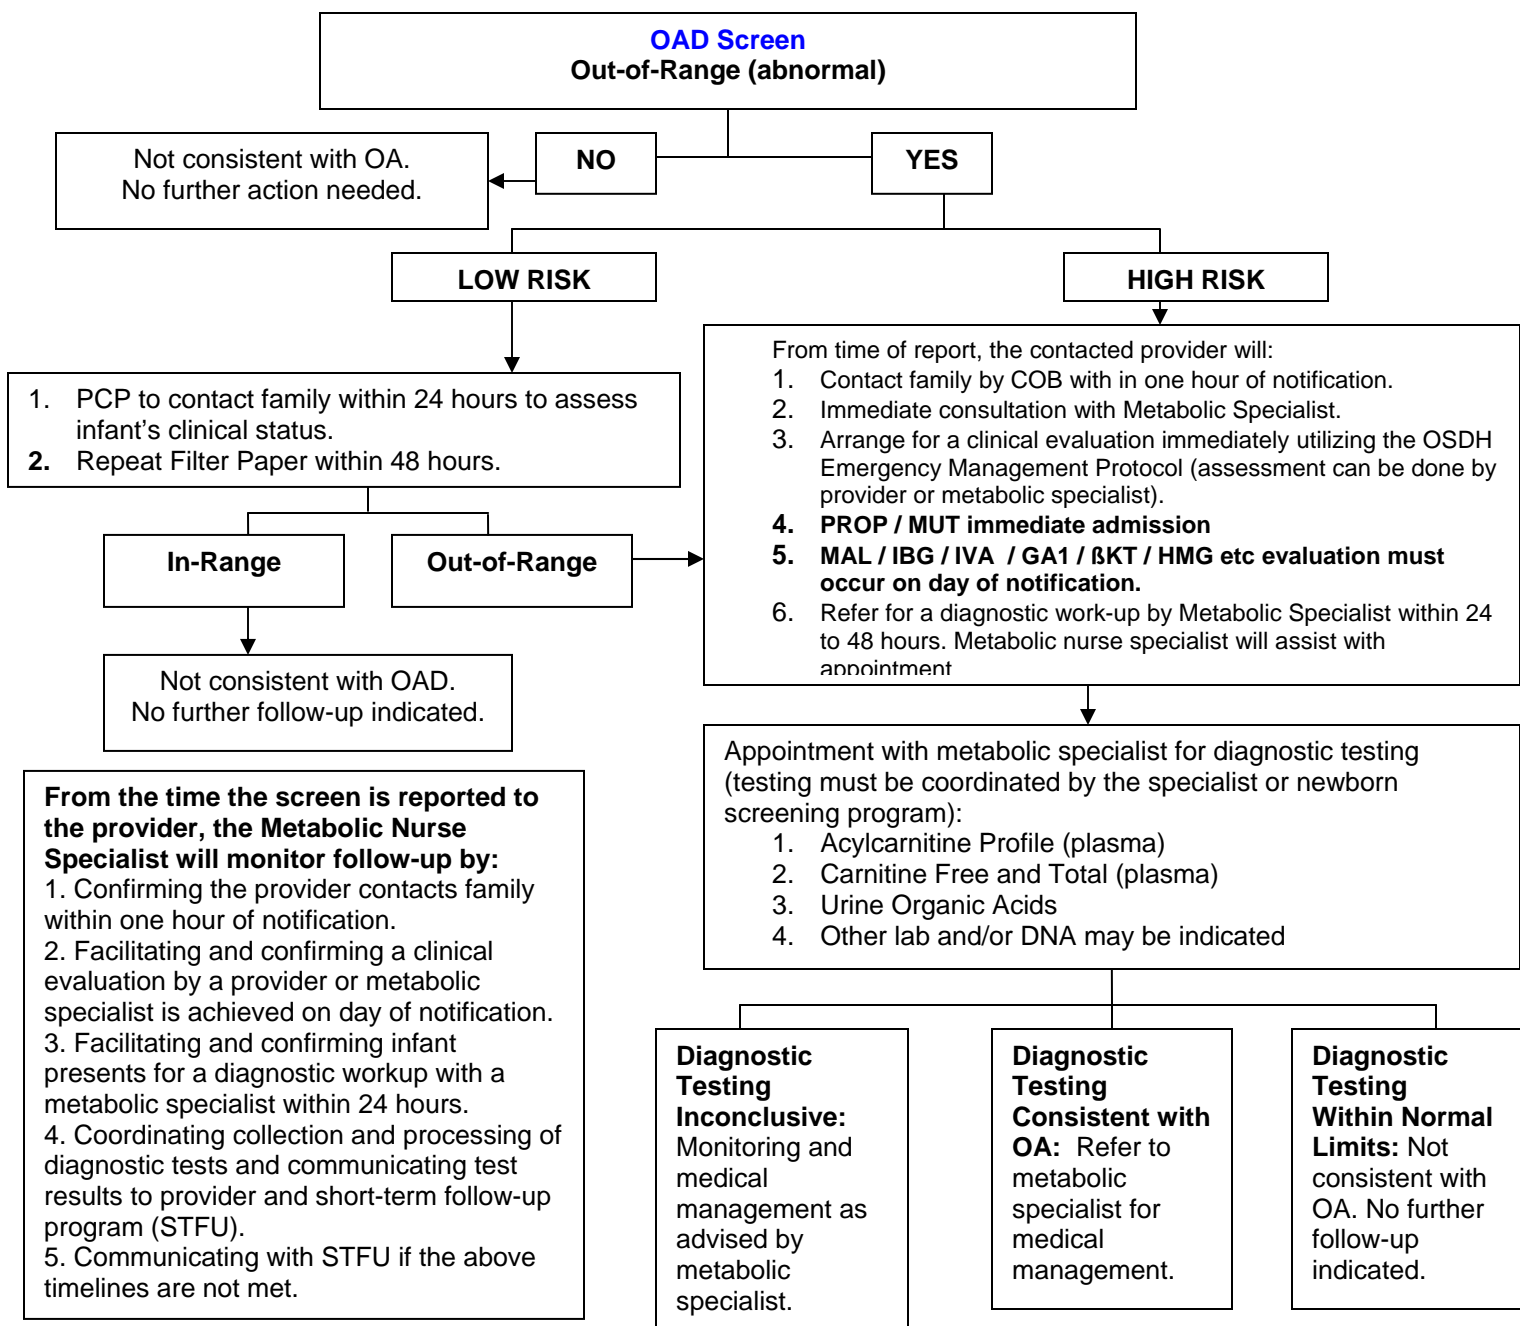 OAD Screen
Out-of-Range (abnormal)
Not consistent with OA.
No further action needed.
NO
YES
LOW RISK
HIGH RISK
1. PCP to contact family within 24 hours to assess
infant's clinical status.
2. Repeat Filter Paper within 48 hours.
From time of report, the contacted provider will:
1. Contact family by COB with in one hour of notification.
2. Immediate consultation with Metabolic Specialist.
3. Arrange for a clinical evaluation immediately utilizing the OSDH
Emergency Management Protocol (assessment can be done by
provider or metabolic specialist).
4. PROP / MUT immediate admission
5. MAL / IBG / IVA / GA1 / ßKT / HMG etc evaluation must
occur on day of notification.
6. Refer for a diagnostic work-up by Metabolic Specialist within 24
to 48 hours. Metabolic nurse specialist will assist with
appointment
In-Range
Out-of-Range
Not consistent with OAD.
No further follow-up indicated.
From the time the screen is reported to
the provider, the Metabolic Nurse
Specialist will monitor follow-up by:
1. Confirming the provider contacts family
within one hour of notification.
2. Facilitating and confirming a clinical
evaluation by a provider or metabolic
specialist is achieved on day of notification.
3. Facilitating and confirming infant
presents for a diagnostic workup with a
metabolic specialist within 24 hours.
4. Coordinating collection and processing of
diagnostic tests and communicating test
results to provider and short-term follow-up
program (STFU).
5. Communicating with STFU if the above
timelines are not met.
Appointment with metabolic specialist for diagnostic testing
(testing must be coordinated by the specialist or newborn
screening program):
1. Acylcarnitine Profile (plasma)
2. Carnitine Free and Total (plasma)
3. Urine Organic Acids
4. Other lab and/or DNA may be indicated
Diagnostic
Testing
Inconclusive:
Monitoring and
medical
management as
advised by
metabolic
specialist.
Diagnostic
Testing
Consistent with
OA: Refer to
metabolic
specialist for
medical
management.
Diagnostic
Testing
Within Normal
Limits: Not
consistent with
OA. No further
follow-up
indicated.